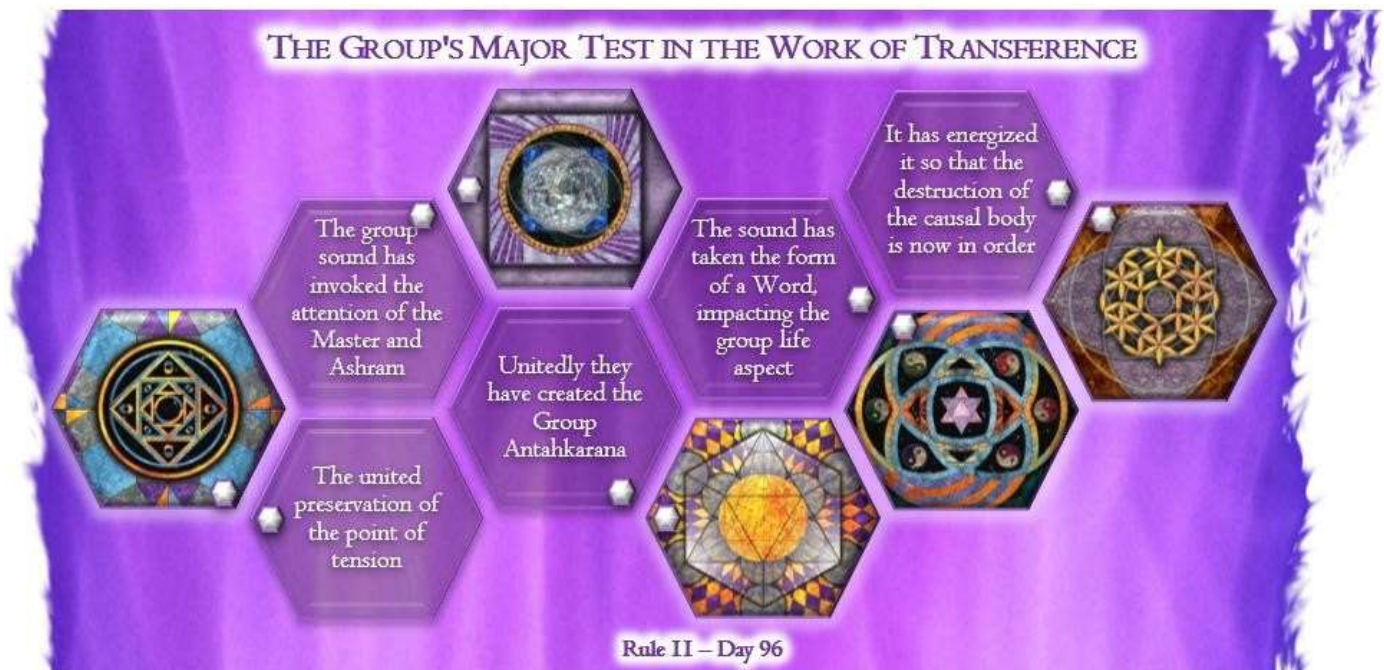 THE GROUP'S MAJOR TEST IN THE WORK OF TRANSFERENCE
The group
sound has
invoked the
attention of the
Master and
Ashram
The united
preservation of
the point of
tension
Unitedly they
have created the
Group
Antahkarana
The sound has
taken the form
of a Word,
impacting the
group life
aspect
It has energized
it so that the
destruction of
the causal body
is now in order
Rule II – Day 96